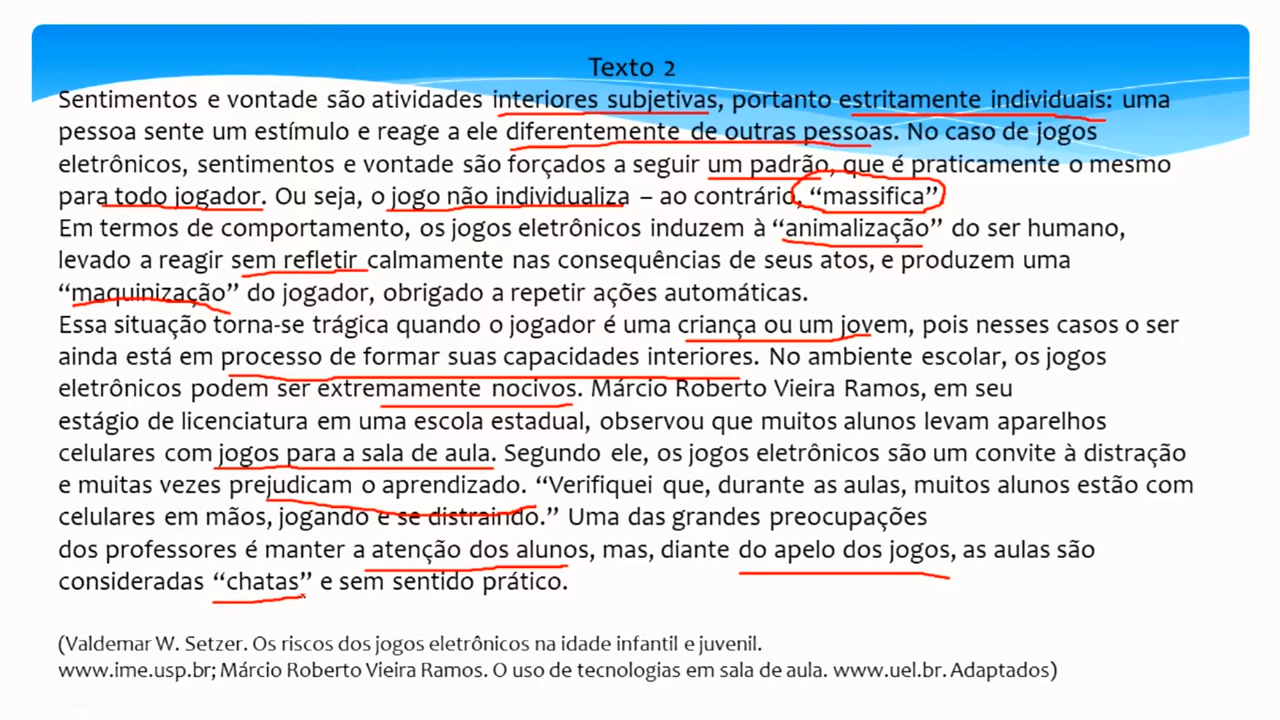 Texto 2
Sentimentos e vontade são atividades interiores subjetivas, portanto estritamente individuais: uma
pessoa sente um estímulo e reage a ele diferentemente de outras pessoas. No caso de jogos
eletrônicos, sentimentos e vontade são forçados a seguir um padrão, que é praticamente o mesmo
para todo jogador. Ou seja, o jogo não individualiza – ao contrário, “massifica”
Em termos de comportamento, os jogos eletrônicos induzem à “animalização” do ser humano,
levado a reagir sem refletir calmamente nas consequências de seus atos, e produzem uma
“maquinização” do jogador, obrigado a repetir ações automáticas.
Essa situação torna-se trágica quando o jogador é uma criança ou um jovem, pois nesses casos o ser
ainda está em processo de formar suas capacidades interiores. No ambiente escolar, os jogos
eletrônicos podem ser extremamente nocivos. Márcio Roberto Vieira Ramos, em seu
estágio de licenciatura em uma escola estadual, observou que muitos alunos levam aparelhos
celulares com jogos para a sala de aula. Segundo ele, os jogos eletrônicos são um convite à distração
e muitas vezes prejudicam o aprendizado. “Verifiquei que, durante as aulas, muitos alunos estão com
celulares em mãos, jogando e se distraindo.” Uma das grandes preocupações
dos professores é manter a atenção dos alunos, mas, diante do apelo dos jogos, as aulas são
consideradas “chatas” e sem sentido prático.
(Valdemar W. Setzer. Os riscos dos jogos eletrônicos na idade infantil e juvenil.
www.ime.usp.br; Márcio Roberto Vieira Ramos. O uso de tecnologias em sala de aula. www.uel.br. Adaptados)